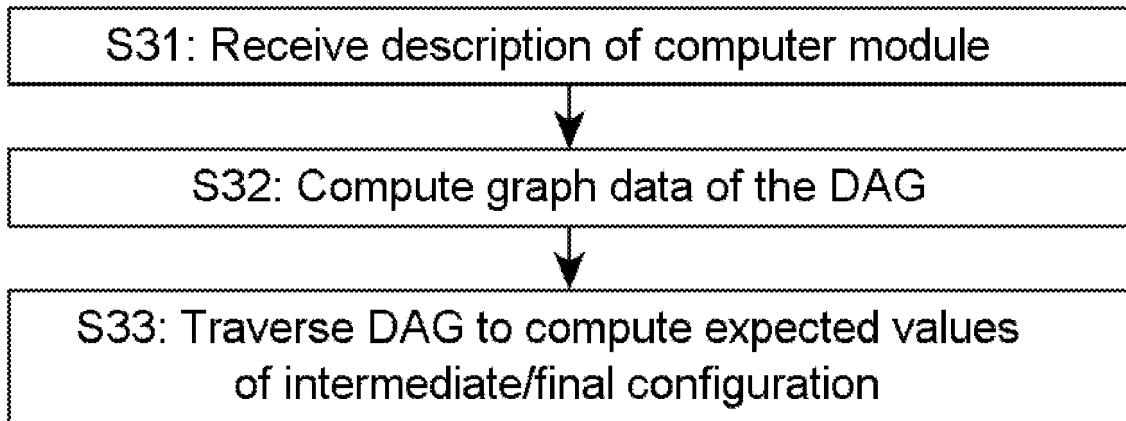 S31: Receive description of computer module
S32: Compute graph data of the DAG
S33: Traverse DAG to compute expected values
of intermediate/final configuration